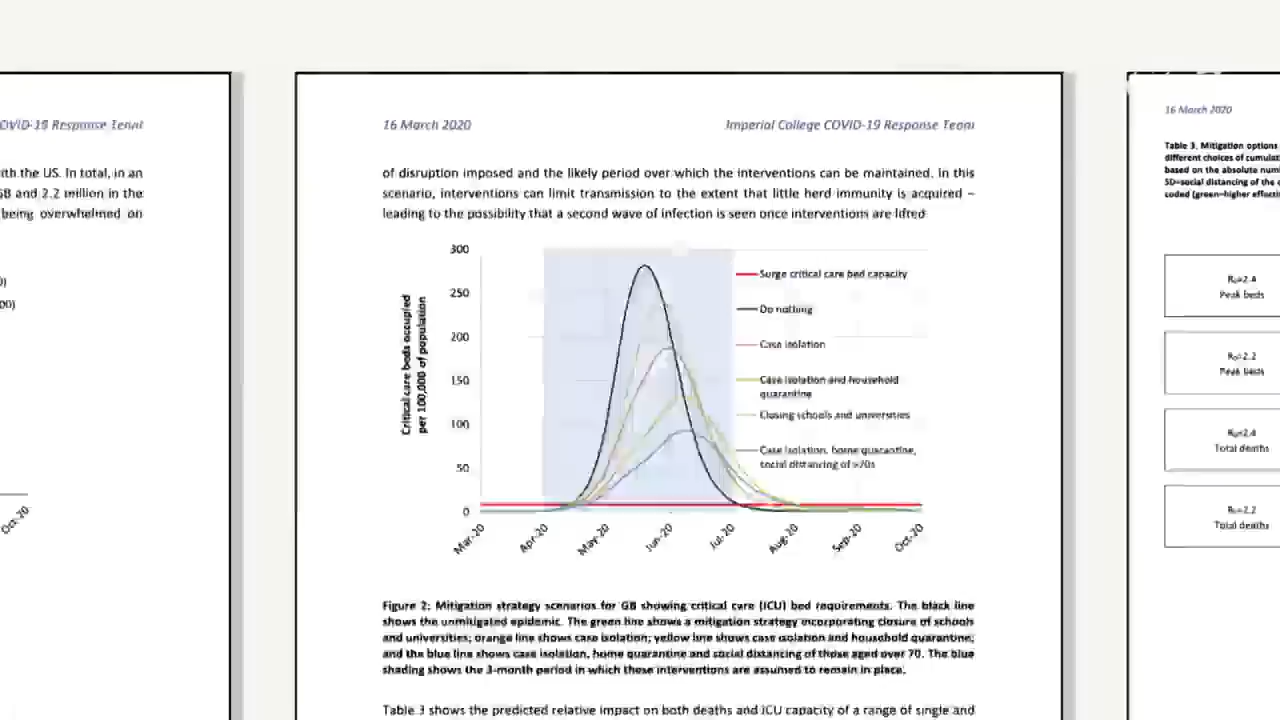 OVID-19 Response Team
ith the US. In total, in an
GB and 2.2 million in the
being overwhelmed on
Oct-20
16 March 2020
Imperial College COVID-19 Response Team
of disruption imposed and the likely period over which the interventions can be maintained. In this
scenario, interventions can limit transmission to the extent that little herd immunity is acquired –
leading to the possibility that a second wave of infection is seen once interventions are lifted
300
250
200
150
100
50
0
Critical care beds occupied
per 100,000 of population
Surge critical care bed capacity
Do nothing
Case isolation
Case isolation and household
quarantine
Closing schools and universities
Case isolation, home quarantine,
social distancing of >70s
Mar-20
Apr-20
May-20
Jun-20
Jul-20
Aug-20
Sep-20
Oct-20
Figure 2: Mitigation strategy scenarios for GB showing critical care (ICU) bed requirements. The black line
shows the unmitigated epidemic. The green line shows a mitigation strategy incorporating closure of schools
and universities; orange line shows case isolation; yellow line shows case isolation and household quarantine;
and the blue line shows case isolation, home quarantine and social distancing of those aged over 70. The blue
shading shows the 3-month period in which these interventions are assumed to remain in place.
Table 3 shows the predicted relative impact on both deaths and ICU capacity of a range of single and
16 March 2020
Table 3. Mitigation options
different choices of cumulati
based on the absolute num
SD=social distancing of the
coded (green=higher effecti
R₀=2.4
Peak beds
R₀=2.2
Peak beds
R₀=2.4
Total deaths
R₀=2.2
Total deaths